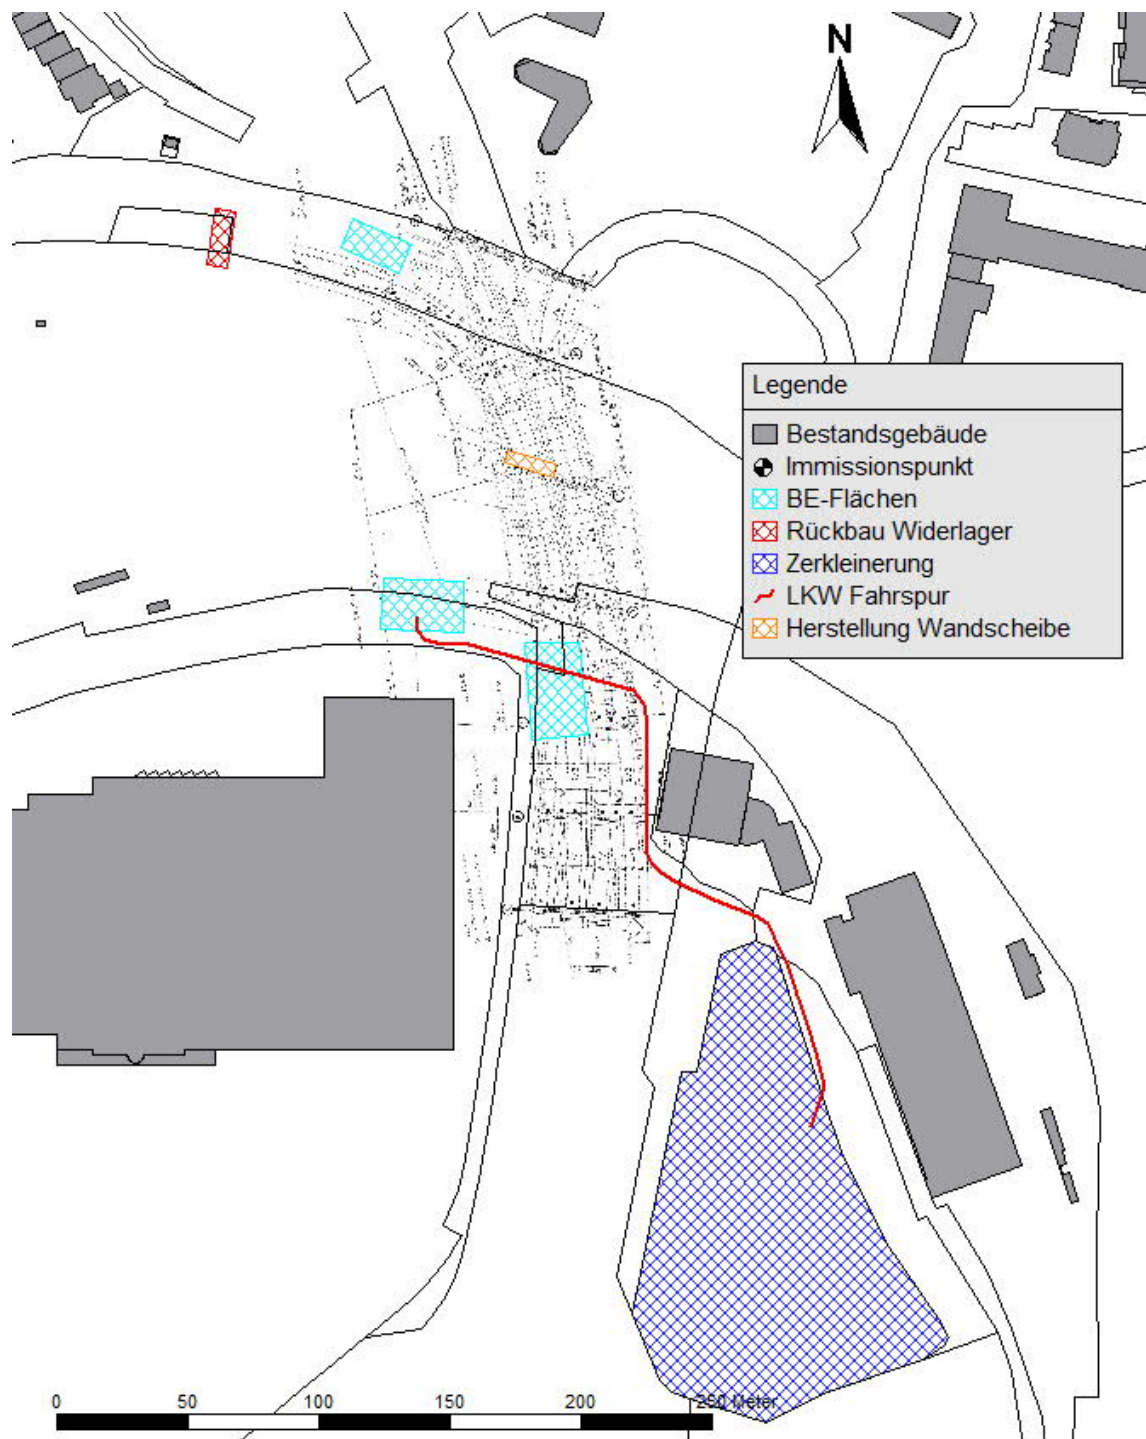 N
Legende
Bestandsgebäude
Immissionspunkt
BE-Flächen
Rückbau Widerlager
Zerkleinerung
LKW Fahrspur
Herstellung Wandscheibe
0 50 100 150 200 250 Meter